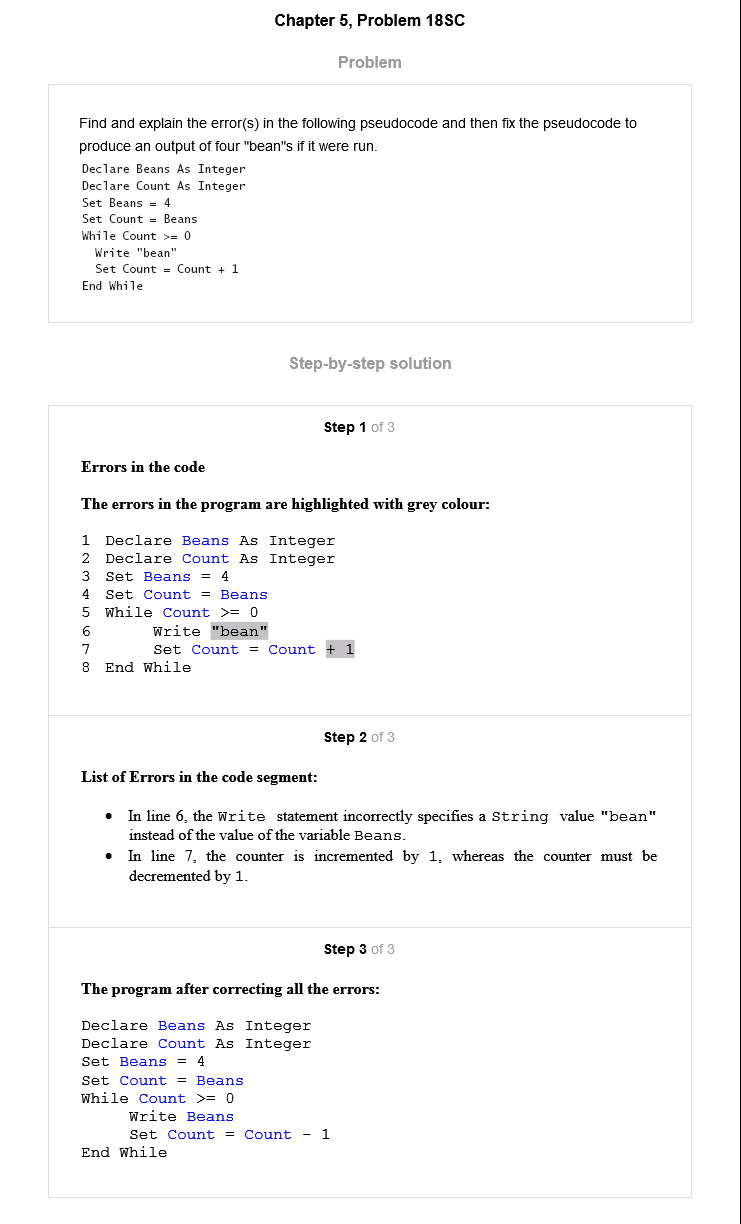 Chapter 5, Problem 18SC
Problem
Find and explain the error(s) in the following pseudocode and then fix the pseudocode to
produce an output of four "bean"s if it were run.
Declare Beans As Integer
Declare Count As Integer
Set Beans = 4
Set Count = Beans
While Count >= 0
Write "bean"
Set Count = Count + 1
End While
Step-by-step solution
Step 1 of 3
Errors in the code
The errors in the program are highlighted with grey colour:
1 Declare Beans As Integer
2 Declare Count As Integer
3 Set Beans = 4
4 Set Count = Beans
5 While Count >= 0
6 Write "bean"
7 Set Count = Count + 1
8 End While
Step 2 of 3
List of Errors in the code segment:
• In line 6, the Write statement incorrectly specifies a String value "bean"
instead of the value of the variable Beans.
• In line 7, the counter is incremented by 1, whereas the counter must be
decremented by 1.
Step 3 of 3
The program after correcting all the errors:
Declare Beans As Integer
Declare Count As Integer
Set Beans = 4
Set Count = Beans
While Count >= 0
Write Beans
Set Count = Count - 1
End While